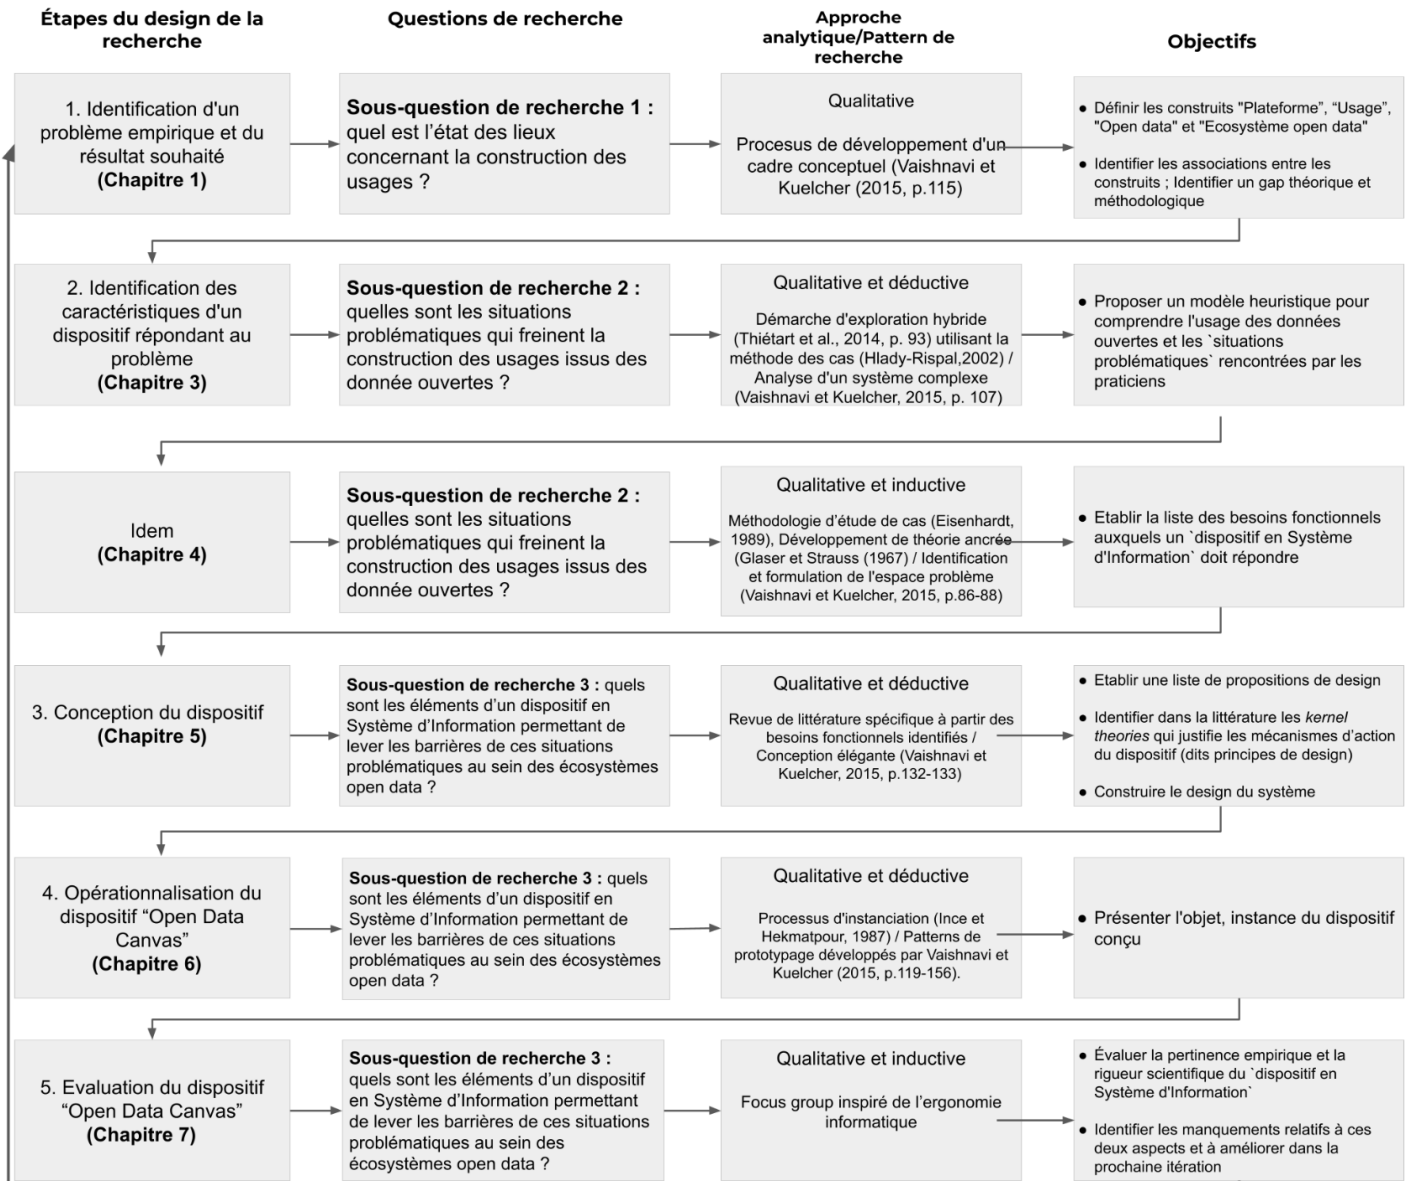 Étapes du design de la
recherche
Questions de recherche
Approche
analytique/Pattern de
recherche
Objectifs
1. Identification d'un
problème empirique et du
résultat souhaité
(Chapitre 1)
Sous-question de recherche 1 :
quel est l’état des lieux
concernant la construction des
usages ?
Qualitative
Procesus de développement d'un
cadre conceptuel (Vaishnavi et
Kuelcher (2015, p.115)
● Définir les construits "Plateforme”, “Usage”,
"Open data" et "Ecosystème open data"
● Identifier les associations entre les
construits ; Identifier un gap théorique et
méthodologique
2. Identification des
caractéristiques d'un
dispositif répondant au
problème
(Chapitre 3)
Sous-question de recherche 2 :
quelles sont les situations
problématiques qui freinent la
construction des usages issus des
donnée ouvertes ?
Qualitative et déductive
Démarche d'exploration hybride
(Thiétart et al., 2014, p. 93) utilisant la
méthode des cas (Hlady-Rispal,2002) /
Analyse d'un système complexe
(Vaishnavi et Kuelcher, 2015, p. 107)
● Proposer un modèle heuristique pour
comprendre l'usage des données
ouvertes et les `situations
problématiques` rencontrées par les
praticiens
Idem
(Chapitre 4)
Sous-question de recherche 2 :
quelles sont les situations
problématiques qui freinent la
construction des usages issus des
donnée ouvertes ?
Qualitative et inductive
Méthodologie d’étude de cas (Eisenhardt,
1989), Développement de théorie ancrée
(Glaser et Strauss (1967) / Identification
et formulation de l'espace problème
(Vaishnavi et Kuelcher, 2015, p.86-88)
● Etablir la liste des besoins fonctionnels
auxquels un `dispositif en Système
d'Information` doit répondre
3. Conception du dispositif
(Chapitre 5)
Sous-question de recherche 3 : quels
sont les éléments d’un dispositif en
Système d’Information permettant de
lever les barrières de ces situations
problématiques au sein des écosystèmes
open data ?
Qualitative et déductive
Revue de littérature spécifique à partir des
besoins fonctionnels identifiés /
Conception élégante (Vaishnavi et
Kuelcher, 2015, p.132-133)
● Etablir une liste de propositions de design
● Identifier dans la littérature les kernel
theories qui justifie les mécanismes d’action
du dispositif (dits principes de design)
● Construire le design du système
4. Opérationnalisation du
dispositif “Open Data
Canvas”
(Chapitre 6)
Sous-question de recherche 3 : quels
sont les éléments d’un dispositif en
Système d’Information permettant de
lever les barrières de ces situations
problématiques au sein des écosystèmes
open data ?
Qualitative et déductive
Processus d'instanciation (Ince et
Hekmatpour, 1987) / Patterns de
prototypage développés par Vaishnavi et
Kuelcher (2015, p.119-156).
● Présenter l'objet, instance du dispositif
conçu
5. Evaluation du dispositif
“Open Data Canvas”
(Chapitre 7)
Sous-question de recherche 3 :
quels sont les éléments d’un dispositif
en Système d’Information permettant
de lever les barrières de ces situations
problématiques au sein des
écosystèmes open data ?
Qualitative et inductive
Focus group inspiré de l’ergonomie
informatique
● Évaluer la pertinence empirique et la
rigueur scientifique du `dispositif en
Système d'Information`
● Identifier les manquements relatifs à ces
deux aspects et à améliorer dans la
prochaine itération